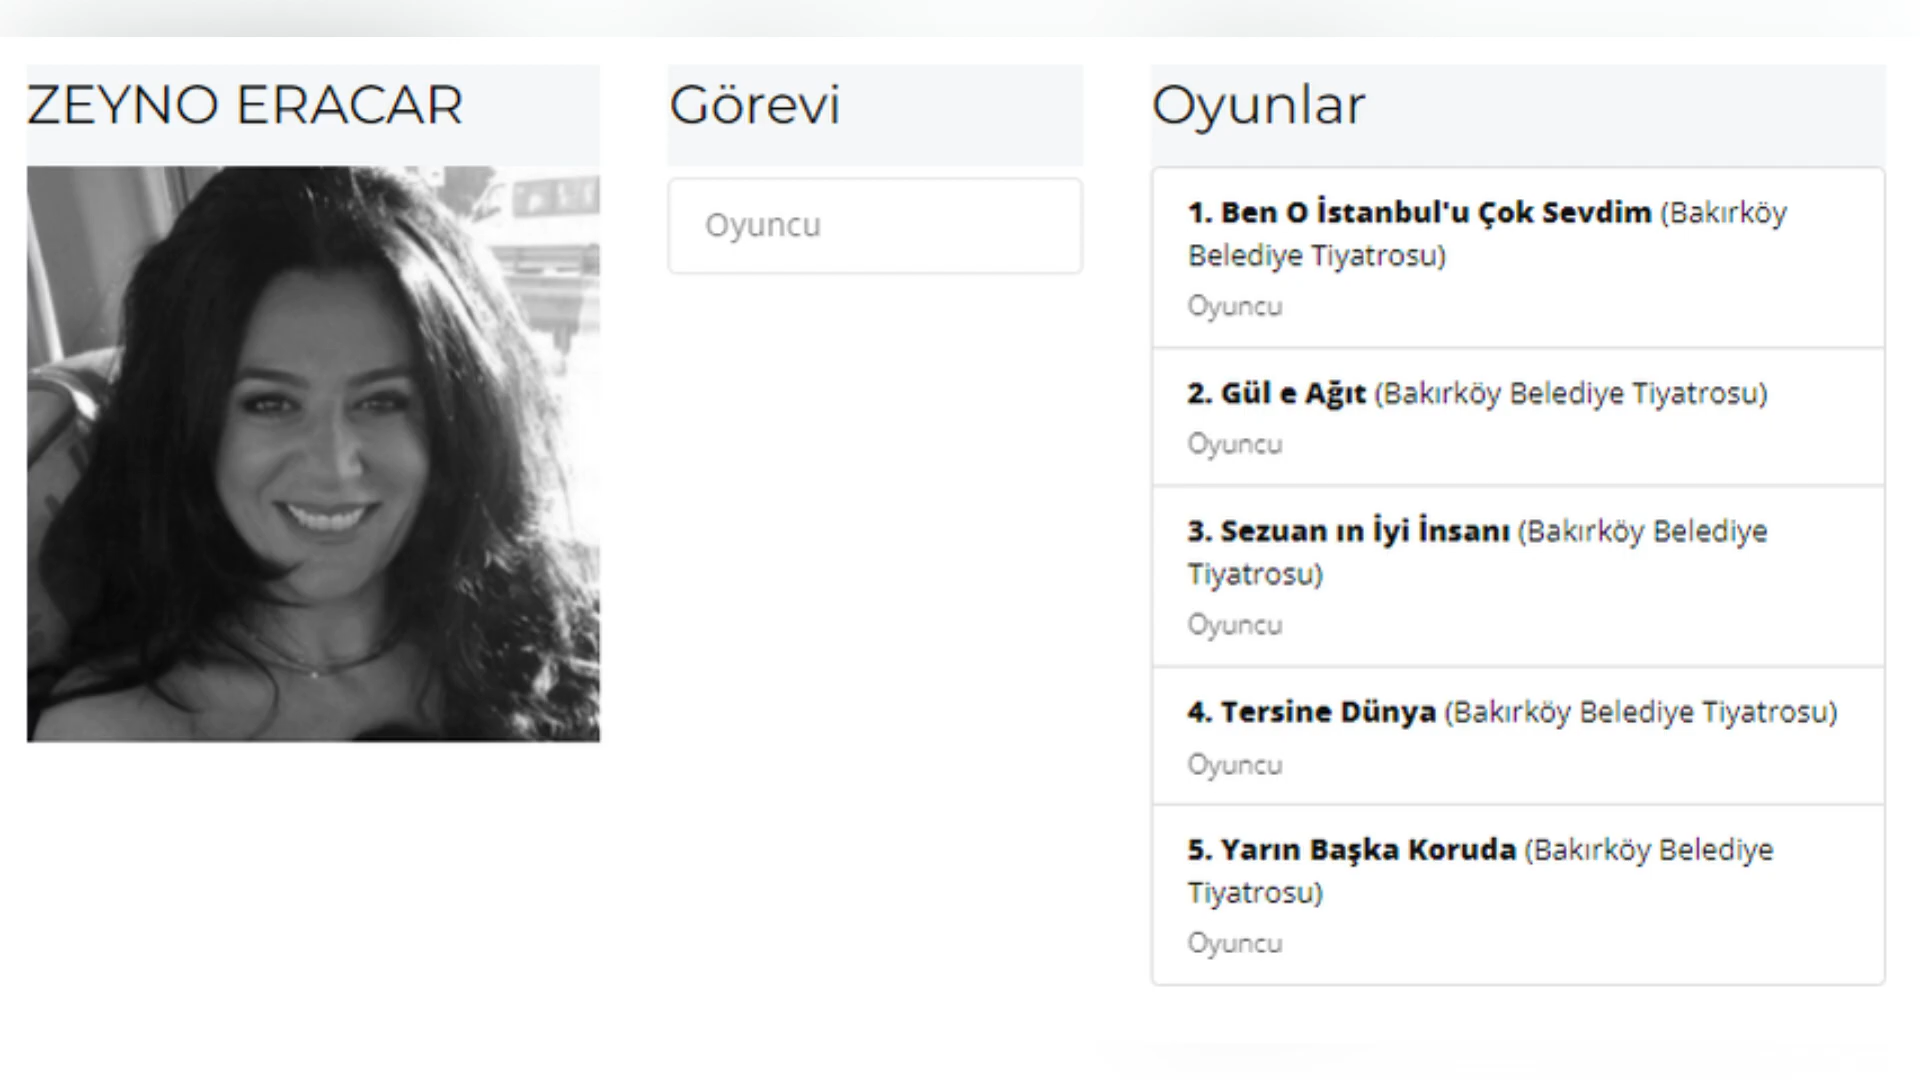 ZEYNO ERACAR
Görevi
Oyuncu
Oyunlar
1. Ben O İstanbul'u Çok Sevdim (Bakırköy
Belediye Tiyatrosu)
Oyuncu
2. Gül e Ağıt (Bakırköy Belediye Tiyatrosu)
Oyuncu
3. Sezuan ın İyi İnsanı (Bakırköy Belediye
Tiyatrosu)
Oyuncu
4. Tersine Dünya (Bakırköy Belediye Tiyatrosu)
Oyuncu
5. Yarın Başka Koruda (Bakırköy Belediye
Tiyatrosu)
Oyuncu